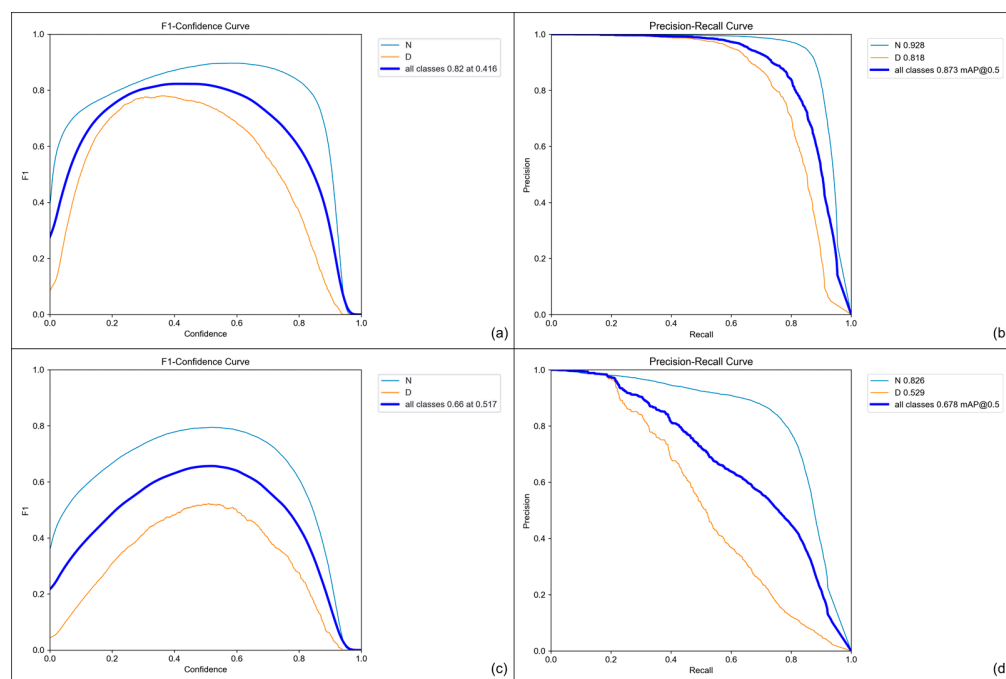 F1-Confidence Curve
1.0
0.8
0.6
0.4
0.2
0.0
F1
0.0 0.2 0.4 0.6 0.8 1.0
Confidence
N
D
all classes 0.82 at 0.416
(a)
Precision-Recall Curve
1.0
0.8
0.6
0.4
0.2
0.0
Precision
0.0 0.2 0.4 0.6 0.8 1.0
Recall
N 0.928
D 0.818
all classes 0.873 mAP@0.5
(b
F1-Confidence Curve
1.0
0.8
0.6
0.4
0.2
0.0
F1
0.0 0.2 0.4 0.6 0.8 1.0
Confidence
N
D
all classes 0.66 at 0.517
(c)
Precision-Recall Curve
1.0
0.8
0.6
0.4
0.2
0.0
Precision
0.0 0.2 0.4 0.6 0.8 1.0
Recall
N 0.826
D 0.529
all classes 0.678 mAP@0.5
(d